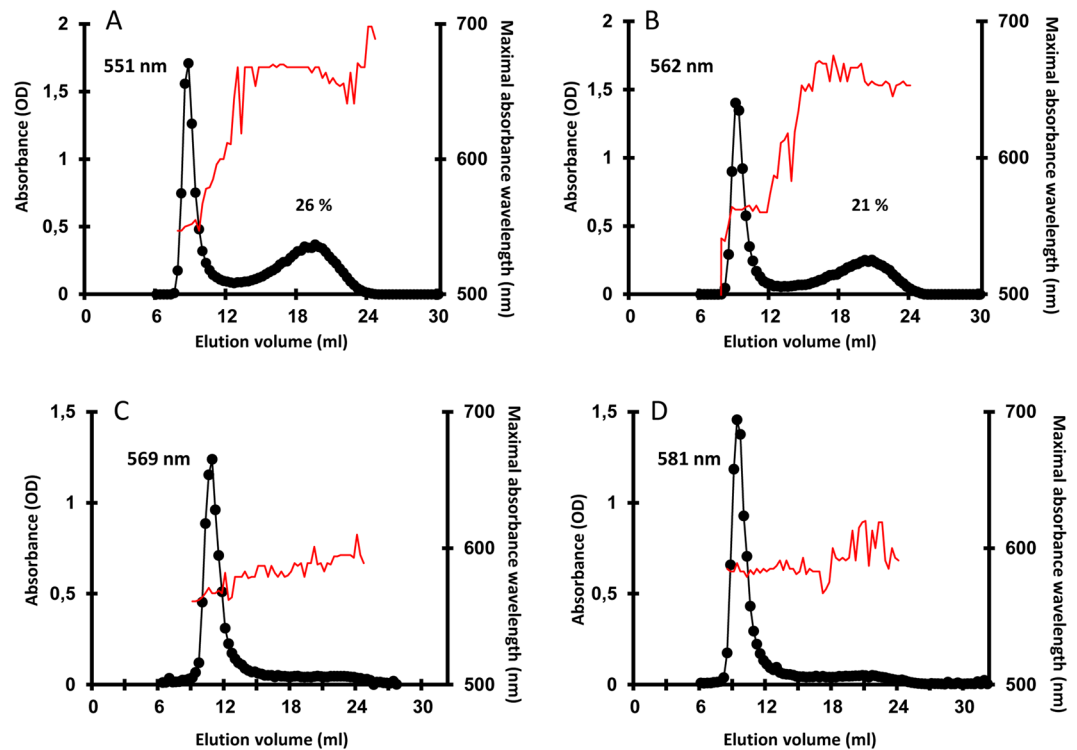 A
551 nm
26 %
2
1,5
1
0,5
0
700
600
500
0 6 12 18 24 30
Absorbance (OD)
Maximal absorbance wavelength (nm)
Elution volume (ml)
B
562 nm
21 %
2
1,5
1
0,5
0
700
600
500
0 6 12 18 24 30
Absorbance (OD)
Maximal absorbance wavelength (nm)
Elution volume (ml)
C
569 nm
1,5
1
0,5
0
700
600
500
0 6 12 18 24 30
Absorbance (OD)
Maximal absorbance wavelength (nm)
Elution volume (ml)
D
581 nm
1,5
1
0,5
0
700
600
500
0 6 12 18 24 30
Absorbance (OD)
Maximal absorbance wavelength (nm)
Elution volume (ml)